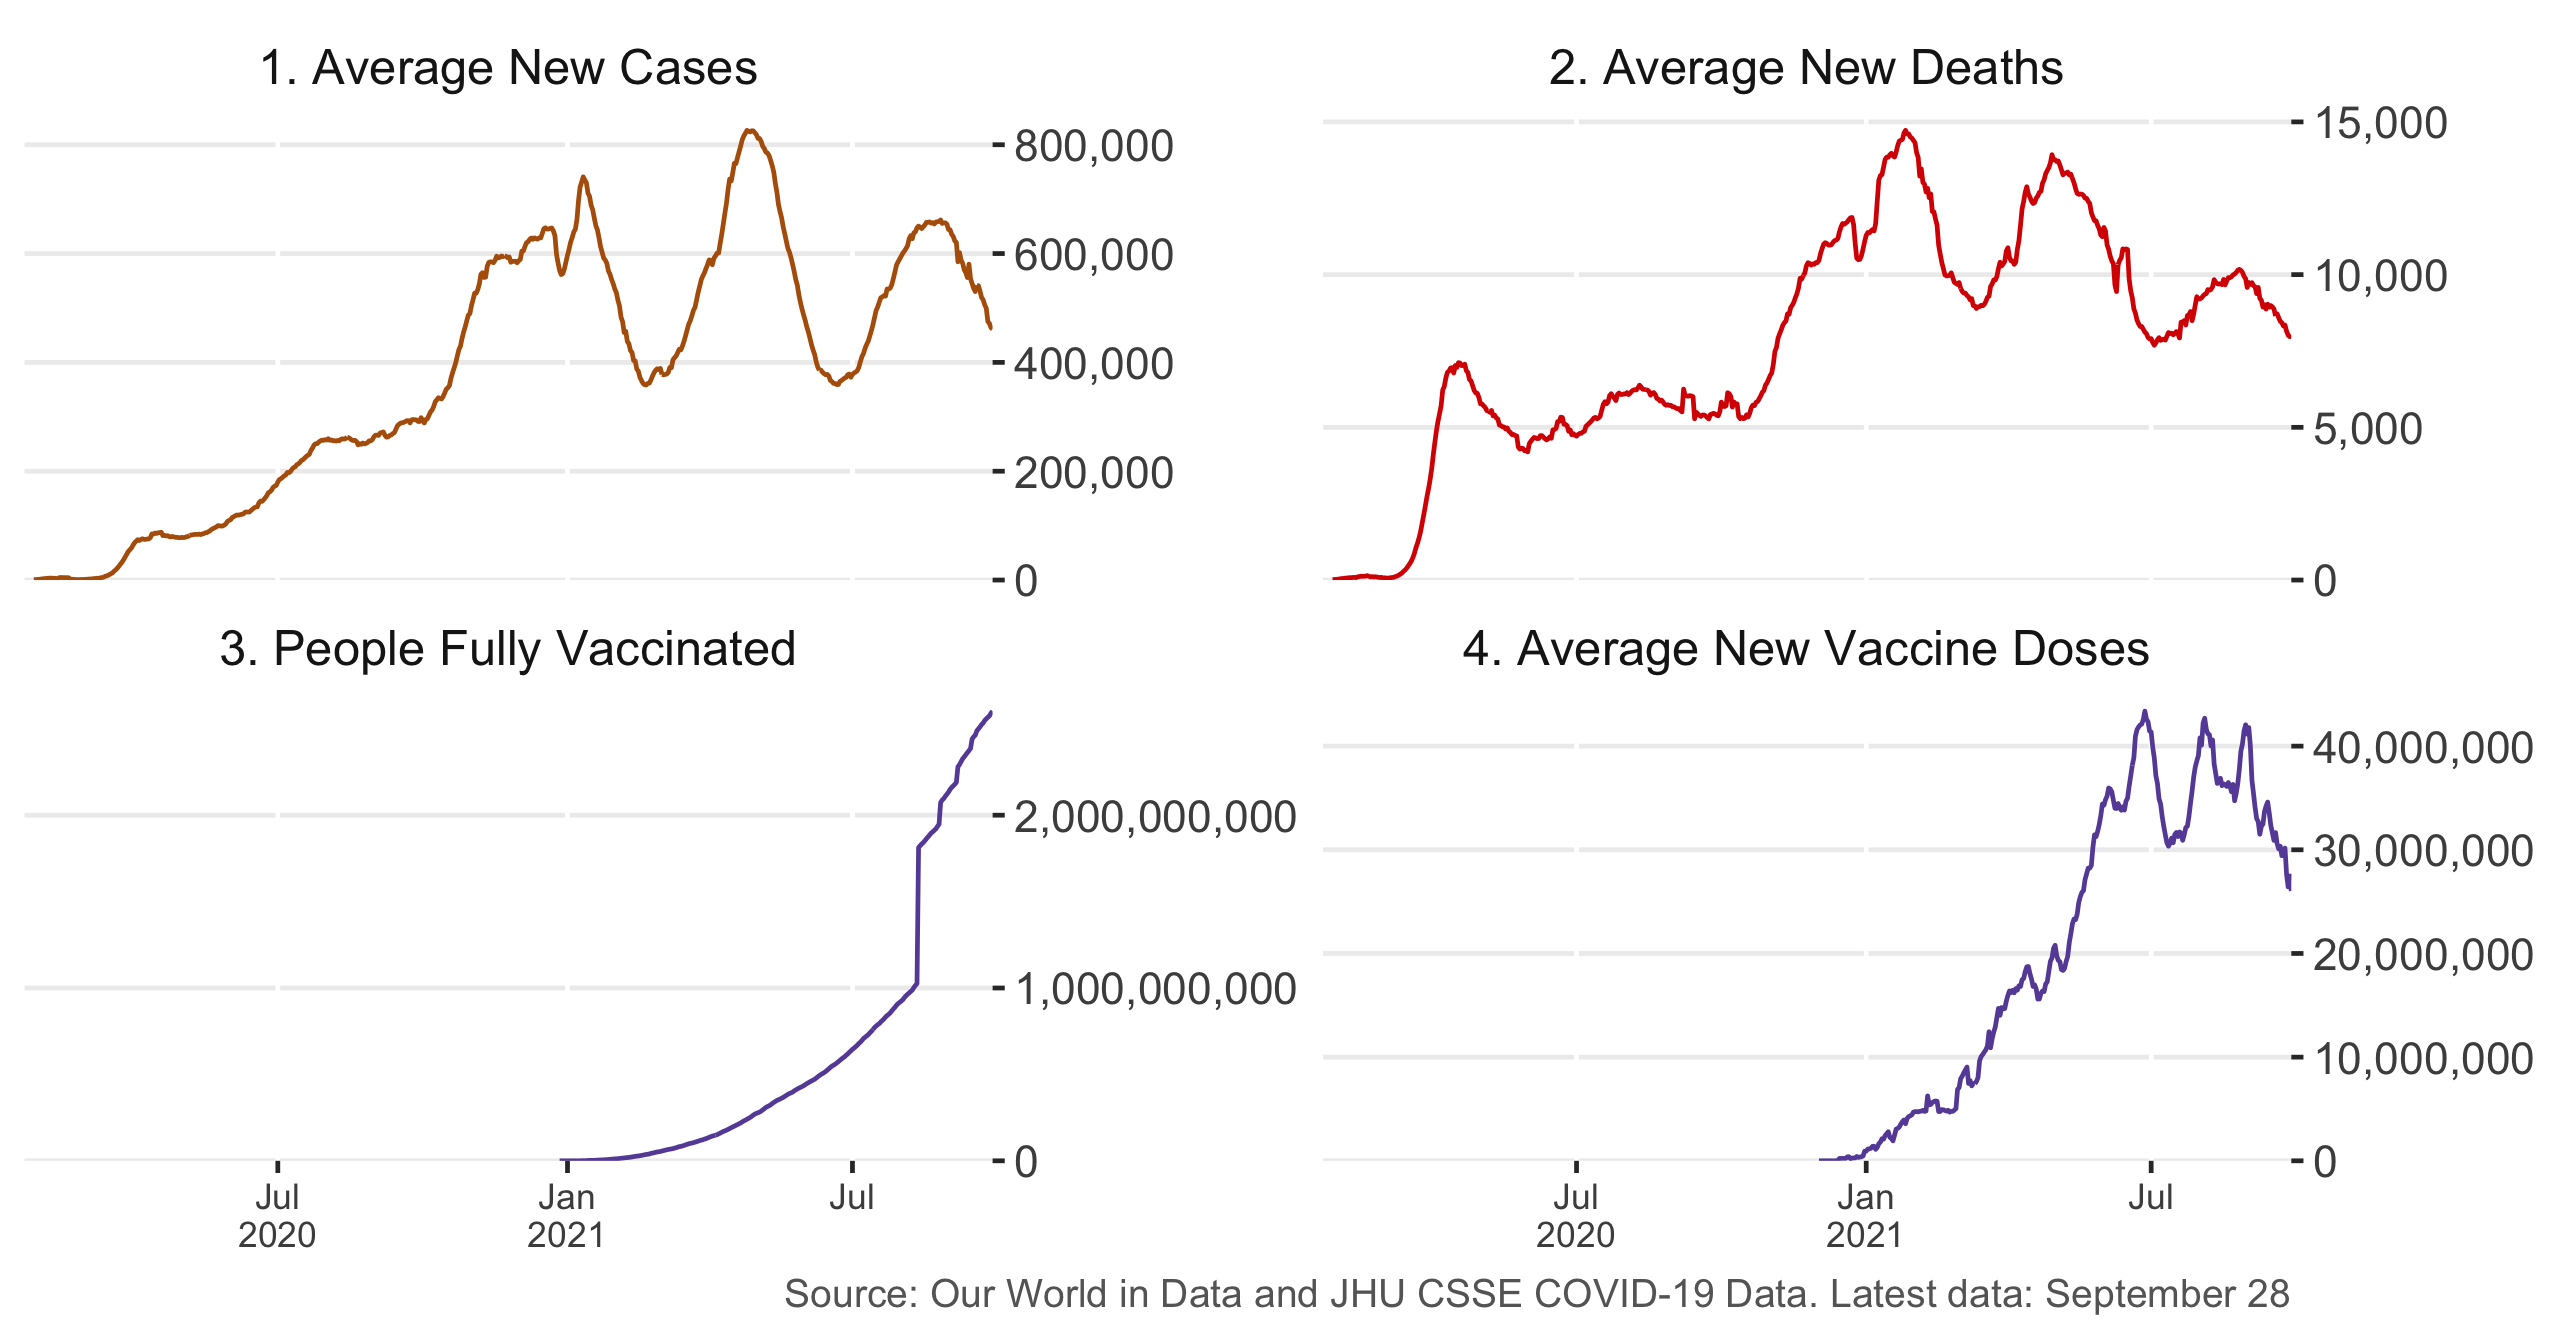 1. Average New Cases
800,000
600,000
400,000
200,000
0
2. Average New Deaths
15,000
10,000
5,000
0
3. People Fully Vaccinated
2,000,000,000
1,000,000,000
0
Jul
2020
Jan
2021
Jul
4. Average New Vaccine Doses
40,000,000
30,000,000
20,000,000
10,000,000
0
Jul
2020
Jan
2021
Jul
Source: Our World in Data and JHU CSSE COVID-19 Data. Latest data: September 28